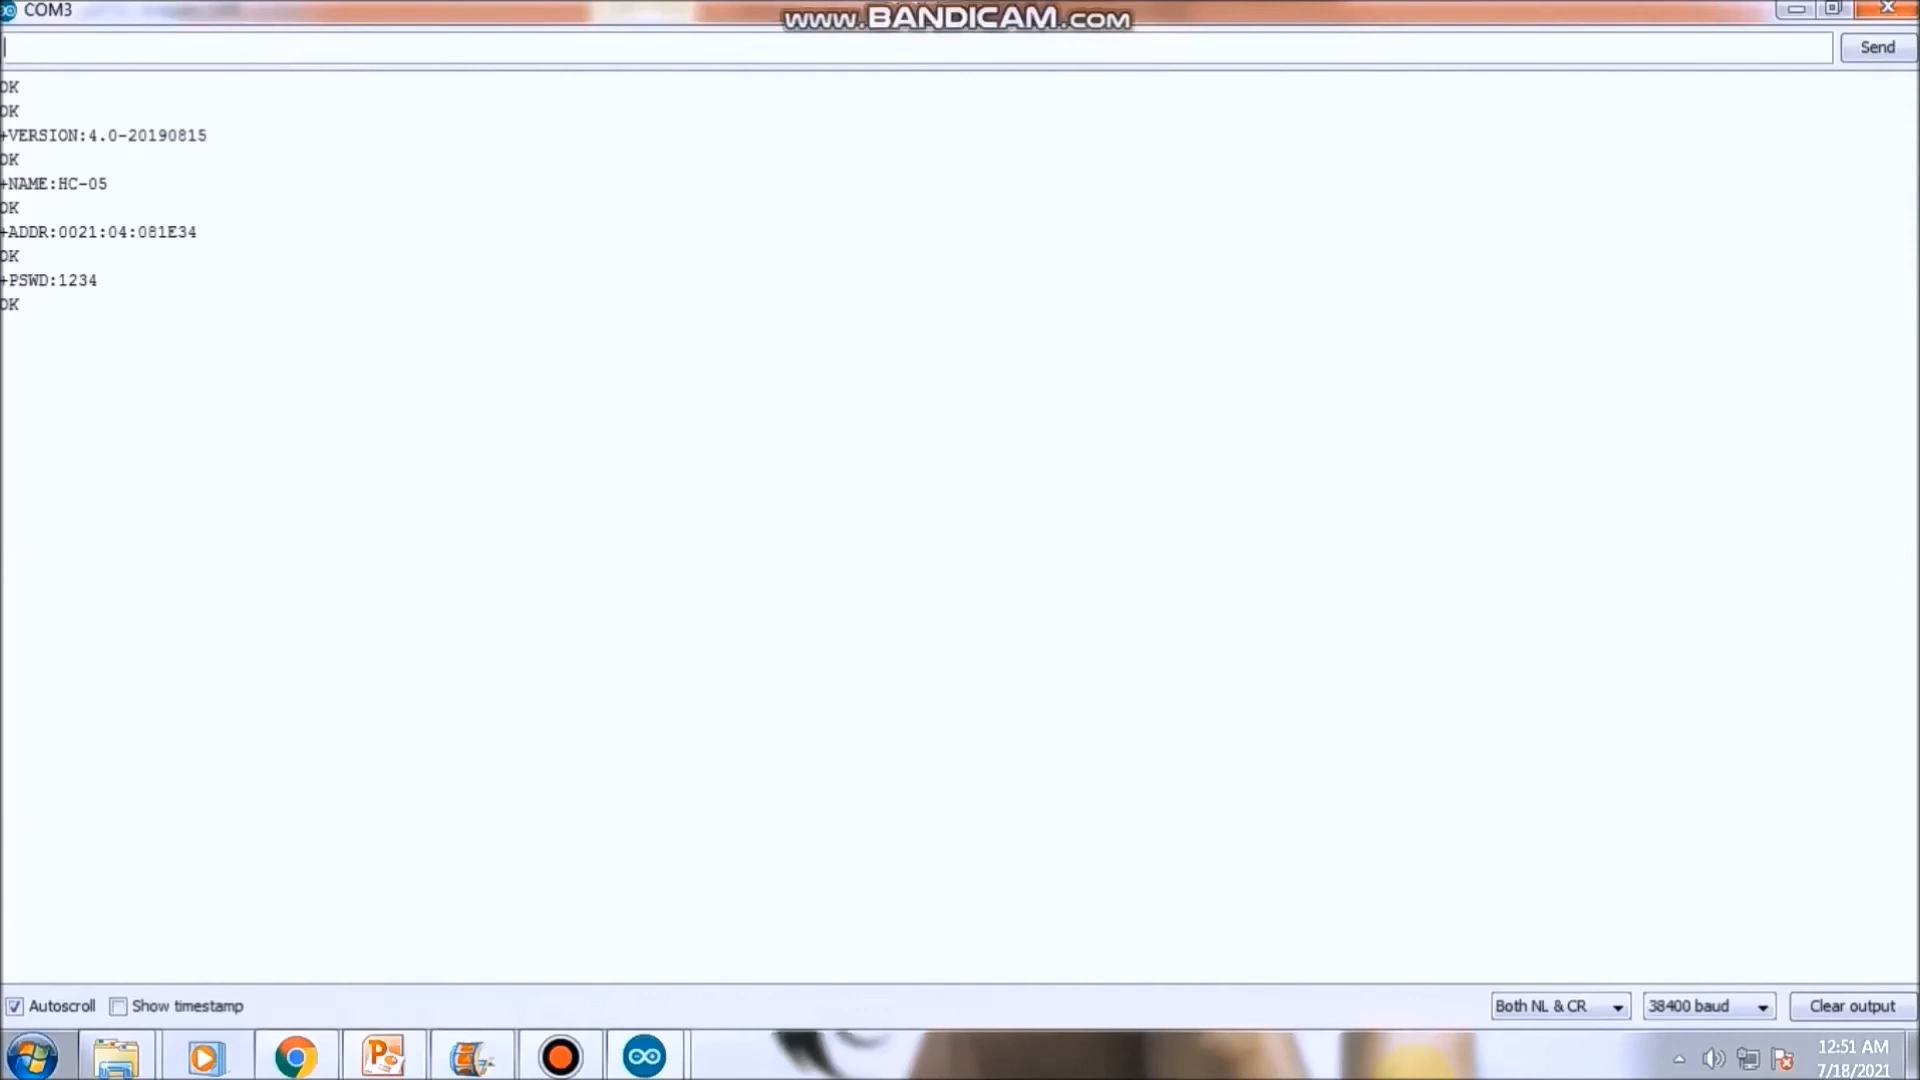 COM3
www.BANDICAM.com
Send
OK
OK
+VERSION:4.0-20190815
OK
+NAME:HC-05
OK
+ADDR:0021:04:081E34
OK
+PSWD:1234
OK
Autoscroll
Show timestamp
Both NL & CR
38400 baud
Clear output
12:51 AM
7/18/2021